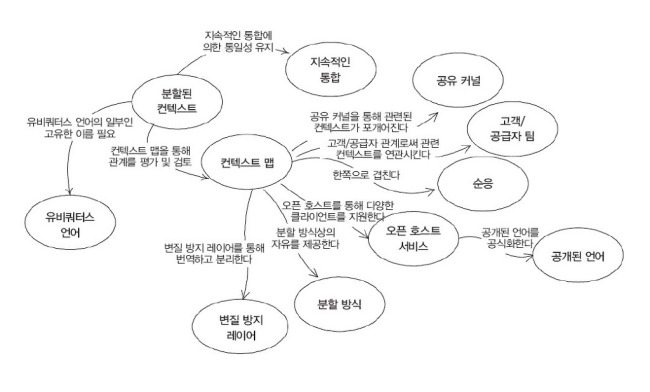 지속적인 통합에
의한 통일성 유지
지속적인
통합
분할된
컨텍스트
공유 커널
유비쿼터스 언어의 일부인
고유한 이름 필요
공유 커널을 통해 관련된
컨텍스트가 포개어진다
고객/
공급자 팀
컨텍스트 맵을 통해
관계를 평가 및 검토
고객/공급자 관계로써 관련
컨텍스트를 연관시킨다
컨텍스트 맵
한쪽으로 겹친다
순응
유비쿼터스
언어
오픈 호스트를 통해 다양한
클라이언트를 지원한다
오픈 호스트
서비스
공개된 언어를
공식화한다
공개된 언어
분할 방식상의
자유를 제공한다
변질 방지 레이어를 통해
번역하고 분리한다
분할 방식
변질 방지
레이어